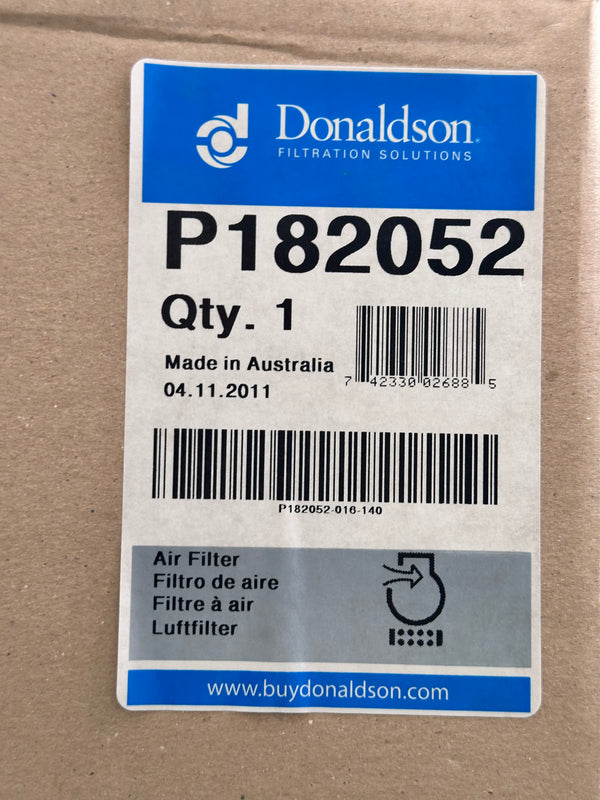 Donaldson.
FILTRATION SOLUTIONS
P182052
Qty. 1
Made in Australia
04.11.2011
7 42330 02688 5
P182052-016-140
Air Filter
Filtro de aire
Filtre à air
Luftfilter
www.buydonaldson.com